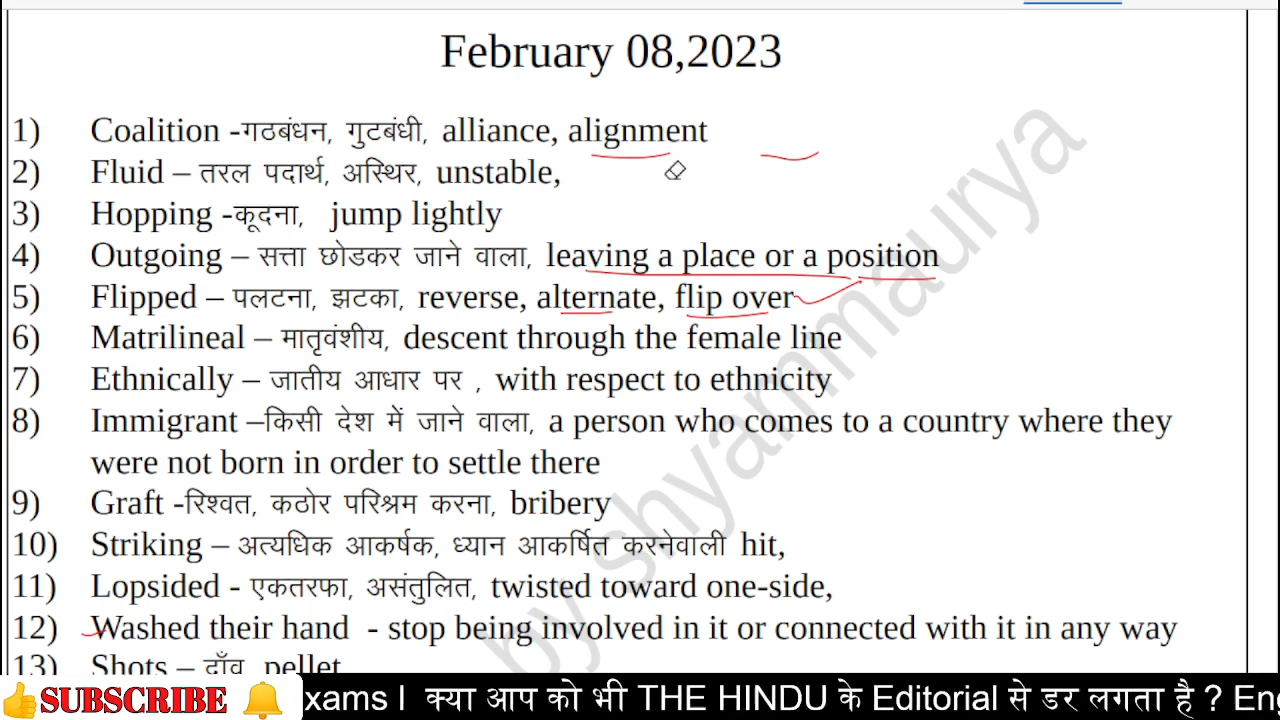 February 08,2023
1) Coalition -गठबंधन, गुटबंधी, alliance, alignment
2) Fluid – तरल पदार्थ, अस्थिर, unstable,
3) Hopping -कूदना, jump lightly
4) Outgoing – सत्ता छोडकर जाने वाला, leaving a place or a position
5) Flipped – पलटना, झटका, reverse, alternate, flip over
6) Matrilineal – मातृवंशीय, descent through the female line
7) Ethnically – जातीय आधार पर , with respect to ethnicity
8) Immigrant –किसी देश में जाने वाला, a person who comes to a country where they
were not born in order to settle there
9) Graft -रिश्वत, कठोर परिश्रम करना, bribery
10) Striking – अत्यधिक आकर्षक, ध्यान आकर्षित करनेवाली hit,
11) Lopsided - एकतरफा, असंतुलित, twisted toward one-side,
12) Washed their hand - stop being involved in it or connected with it in any way
13) Shots – दाँव, pellet
by shyammaurya
SUBSCRIBE xams I क्या आप को भी THE HINDU के Editorial से डर लगता है ? En